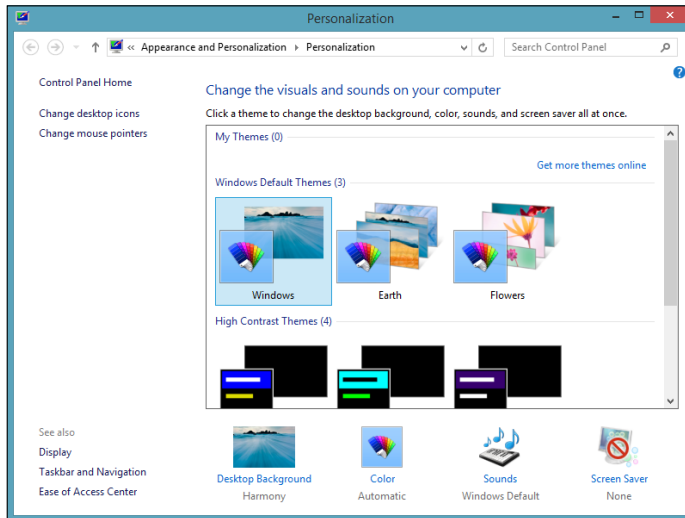 Personalization
« Appearance and Personalization ▸ Personalization
Search Control Panel
Control Panel Home
Change desktop icons
Change mouse pointers
Change the visuals and sounds on your computer
Click a theme to change the desktop background, color, sounds, and screen saver all at once.
My Themes (0)
Get more themes online
Windows Default Themes (3)
Windows
Earth
Flowers
High Contrast Themes (4)
See also
Display
Taskbar and Navigation
Ease of Access Center
Desktop Background
Harmony
Color
Automatic
Sounds
Windows Default
Screen Saver
None